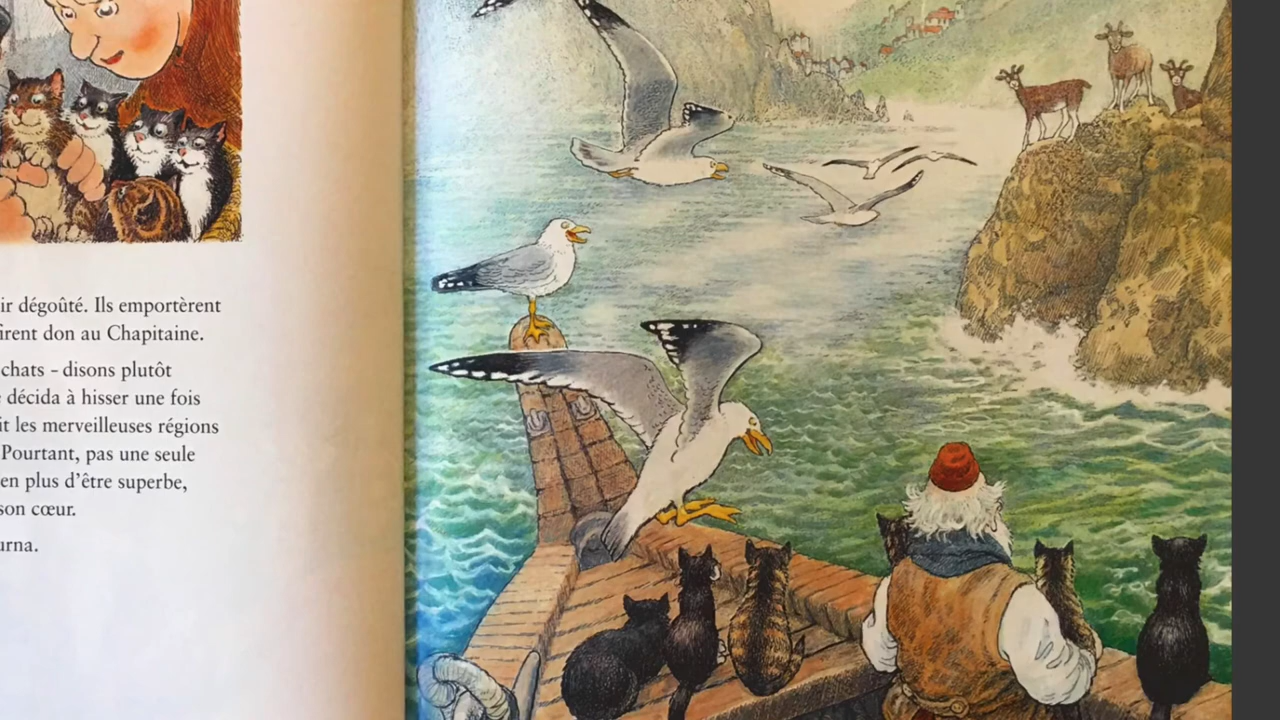 ir dégoûté. Ils emportèrent
firent don au Chapitaine.
chats – disons plutôt
décida à hisser une fois
it les merveilleuses régions
Pourtant, pas une seule
en plus d'être superbe,
son cœur.
urna.